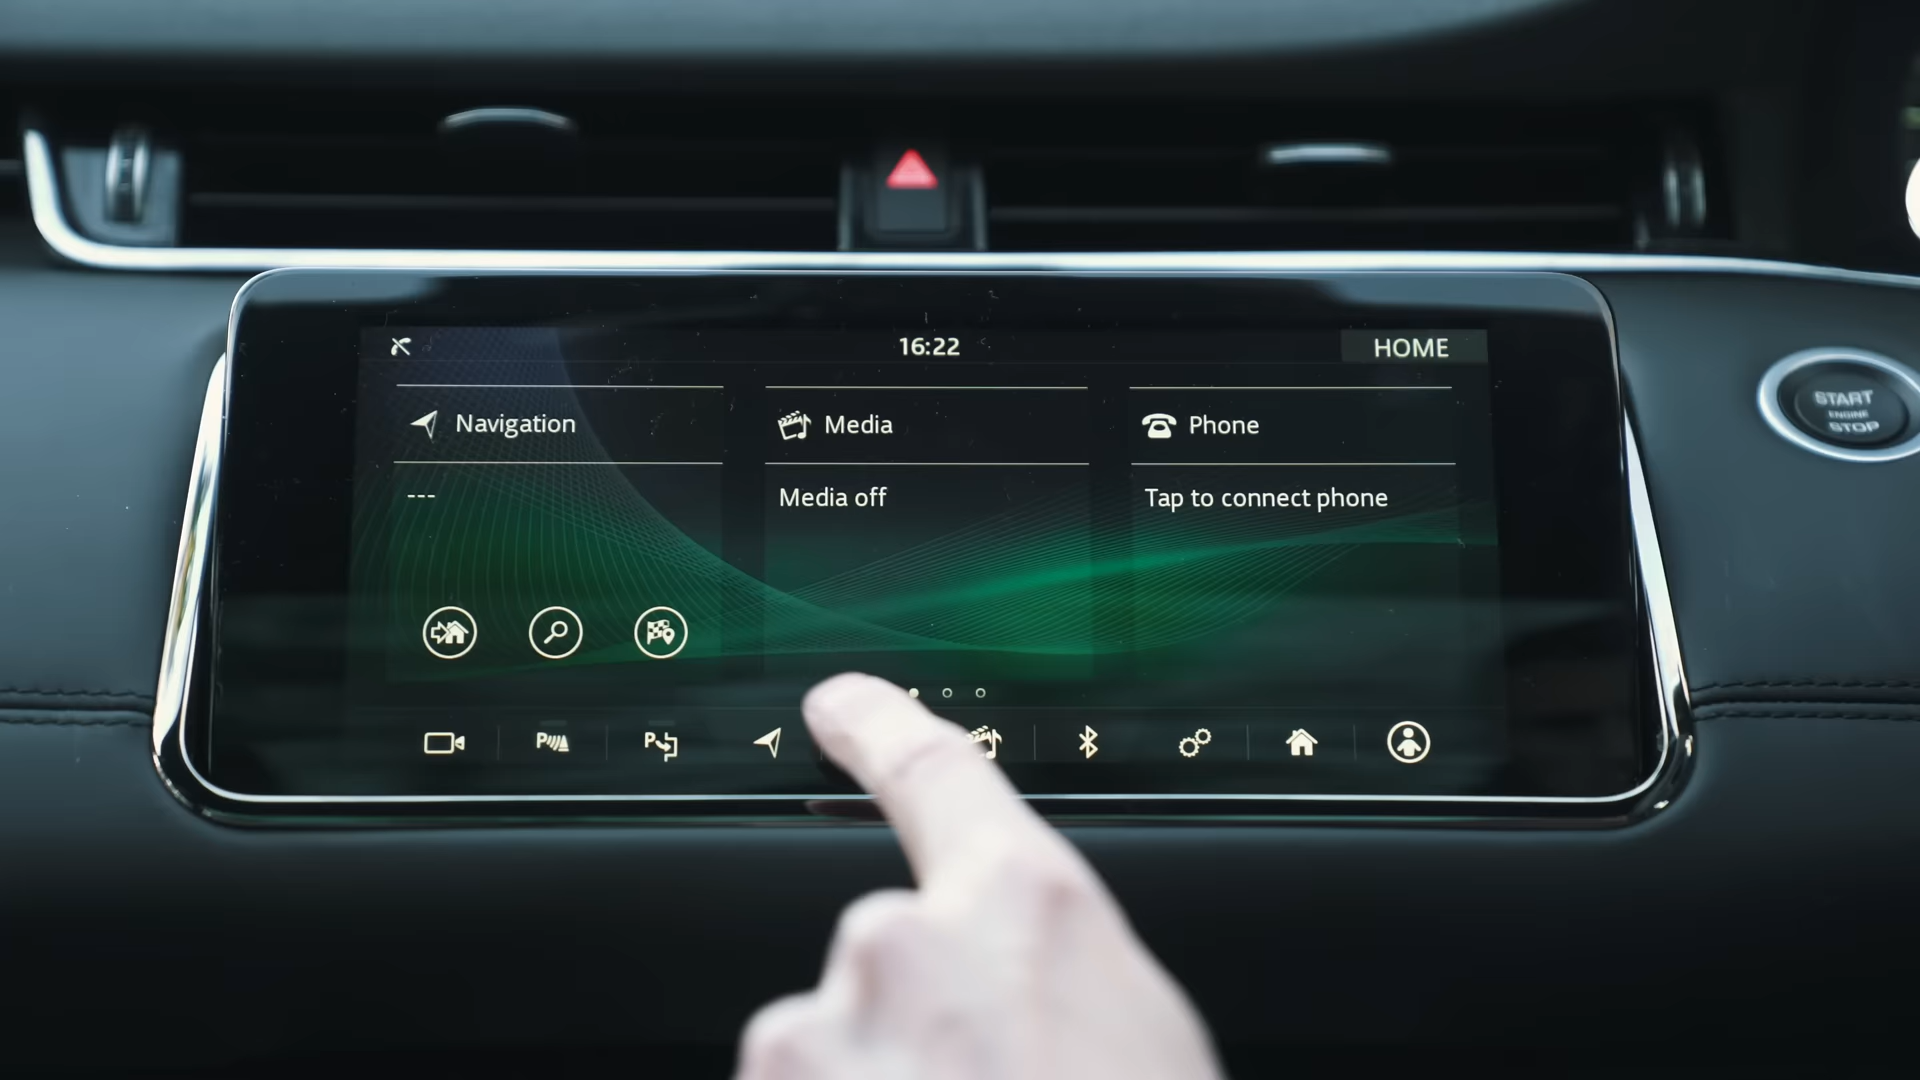 16:22
HOME
Navigation
Media
Phone
---
Media off
Tap to connect phone
P
P
START
ENGINE
STOP